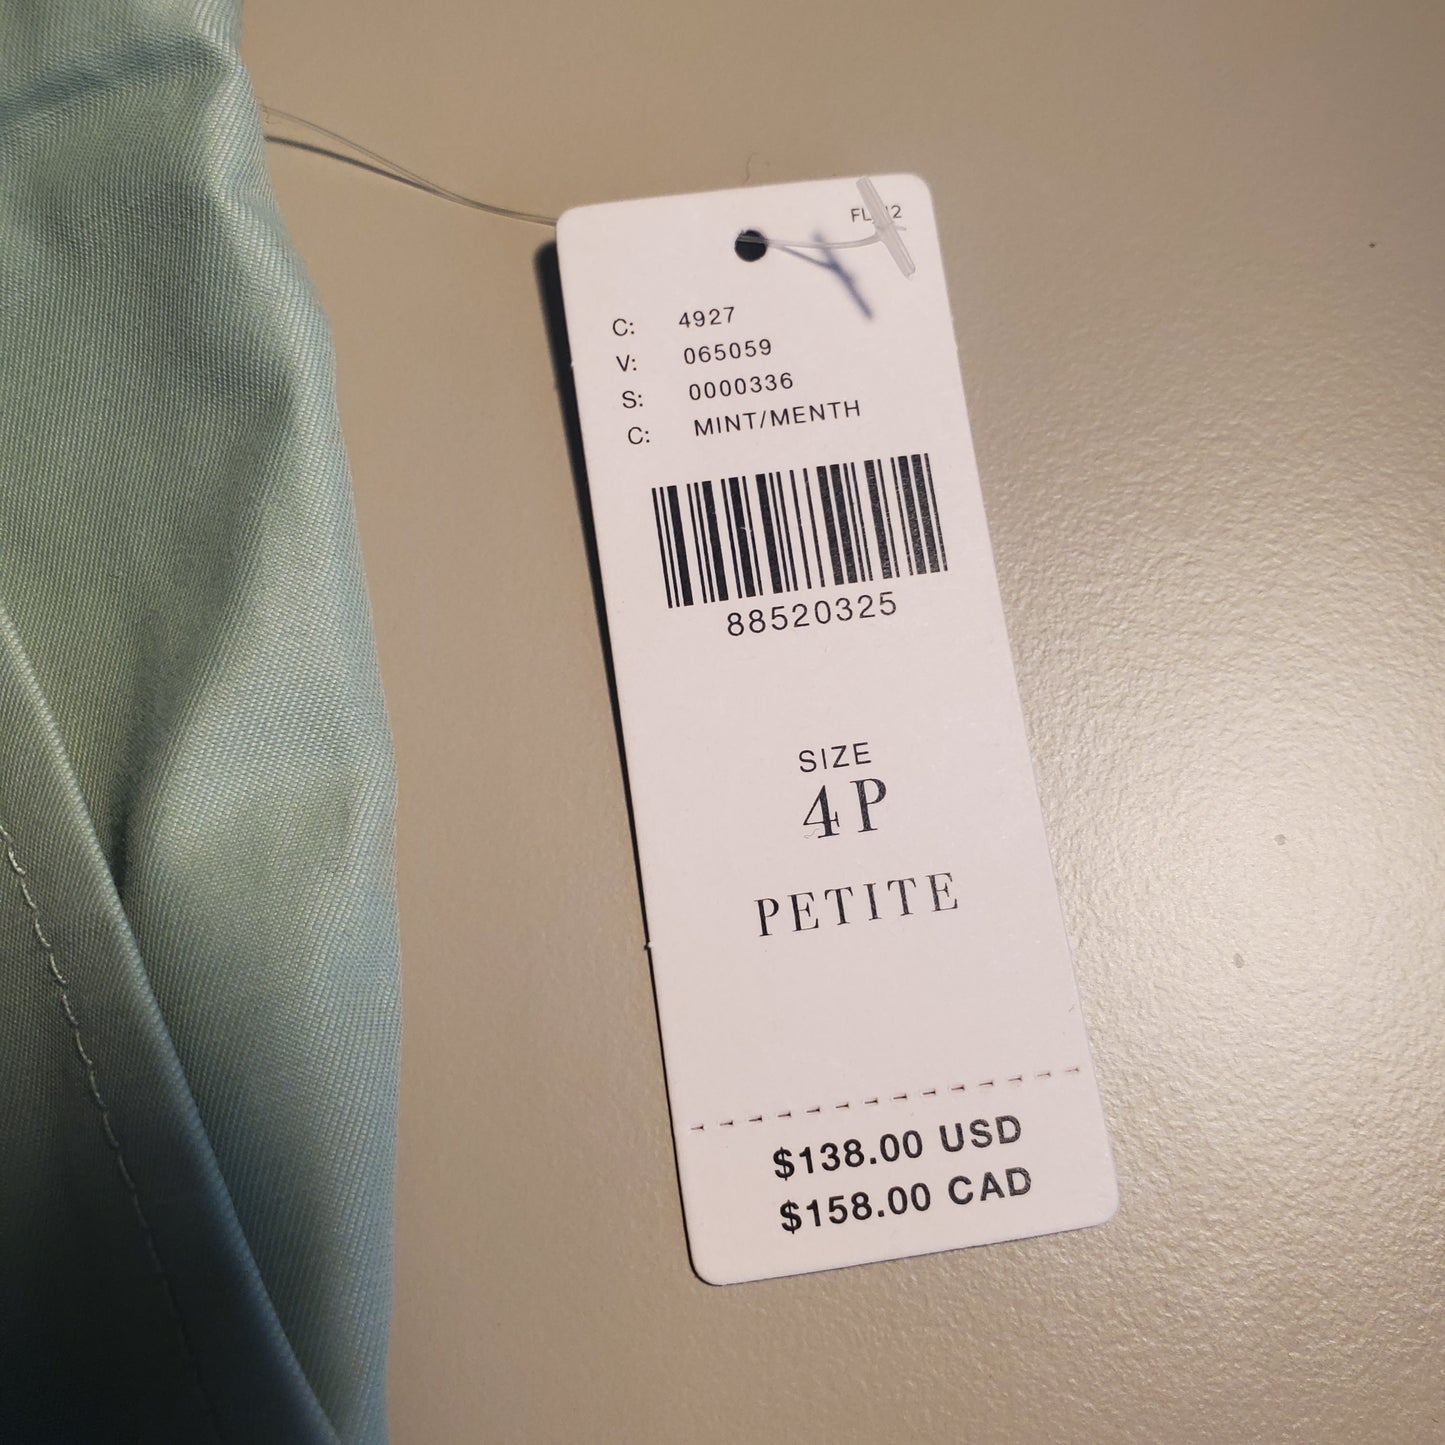 C: 4927
V: 065059
S: 0000336
C: MINT/MENTH
88520325
SIZE
4P
PETITE
$138.00 USD
$158.00 CAD